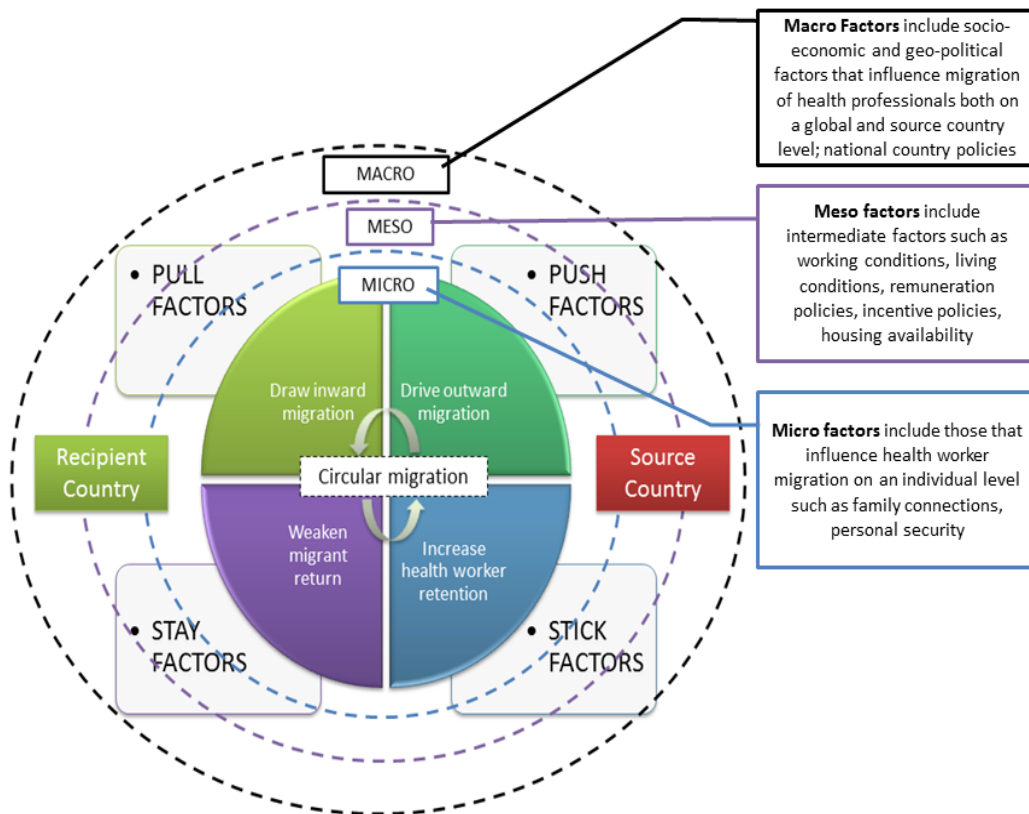 Macro Factors include socio-
economic and geo-political
factors that influence migration
of health professionals both on
a global and source country
level; national country policies
MACRO
Meso factors include
intermediate factors such as
working conditions, living
conditions, remuneration
policies, incentive policies,
housing availability
MESO
MICRO
• PULL
FACTORS
• PUSH
FACTORS
Draw inward
migration
Drive outward
migration
Recipient
Country
Circular migration
Source
Country
Micro factors include those that
influence health worker
migration on an individual level
such as family connections,
personal security
Weaken
migrant
return
Increase
health worker
retention
• STAY
FACTORS
• STICK
FACTORS